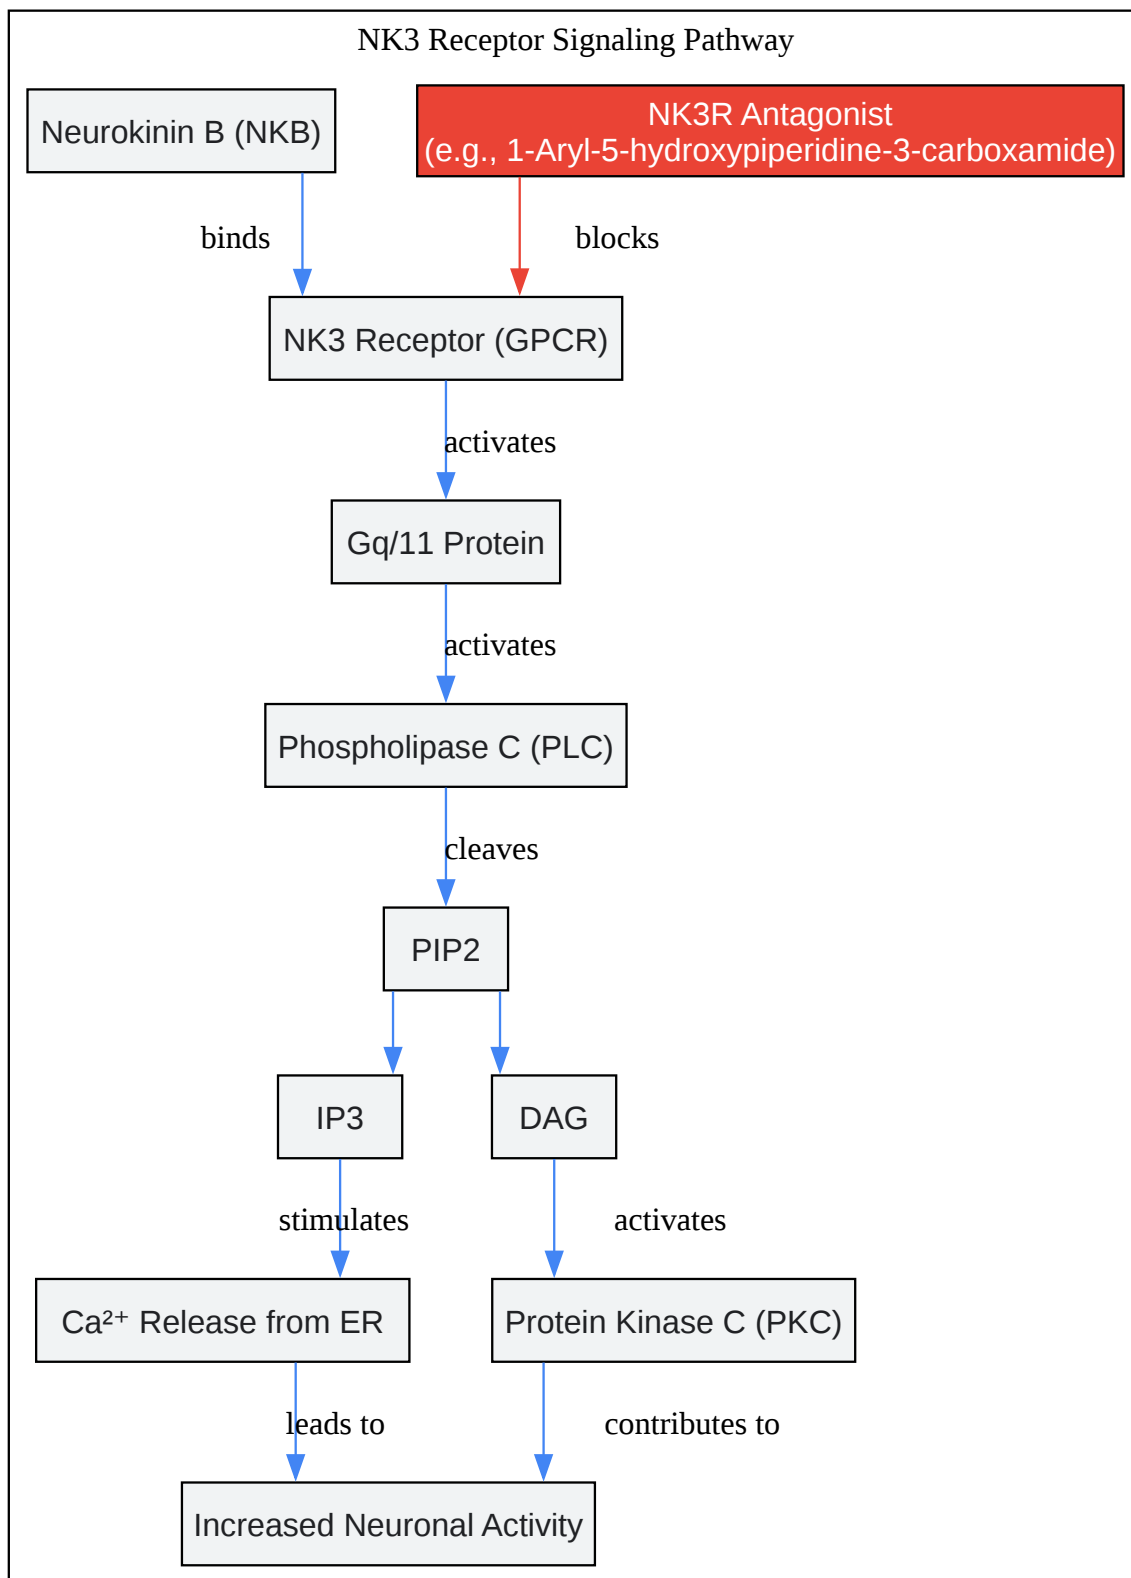 NK3 Receptor Signaling Pathway
Neurokinin B (NKB)
NK3R Antagonist
(e.g., 1-Aryl-5-hydroxypiperidine-3-carboxamide)
binds
blocks
NK3 Receptor (GPCR)
activates
Gq/11 Protein
activates
Phospholipase C (PLC)
cleaves
PIP2
IP3
DAG
stimulates
activates
Ca²⁺ Release from ER
Protein Kinase C (PKC)
leads to
contributes to
Increased Neuronal Activity